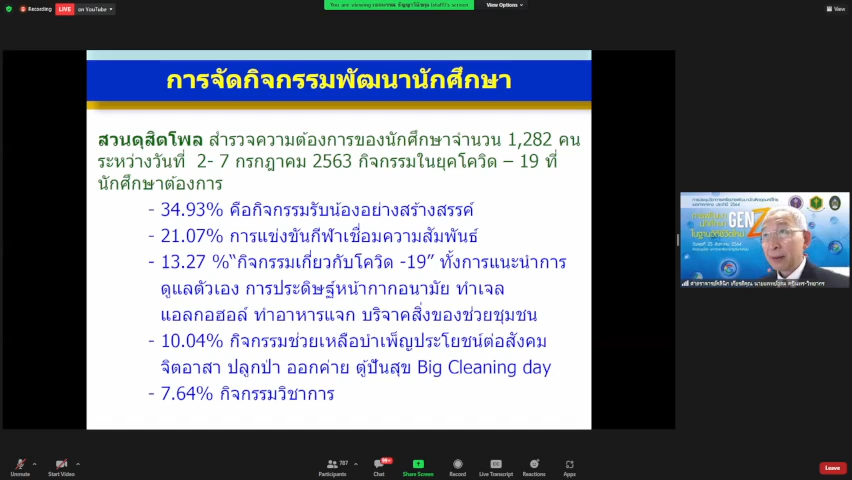 Recording
LIVE
on YouTube
You are viewing
screen
View Options
View
การจัดกิจกรรมพัฒนานักศึกษา
สวนดุสิตโพล สำรวจความต้องการของนักศึกษาจำนวน 1,282 คน
ระหว่างวันที่ 2- 7 กรกฎาคม 2563 กิจกรรมในยุคโควิด – 19 ที่
นักศึกษาต้องการ
- 34.93% คือกิจกรรมรับน้องอย่างสร้างสรรค์
- 21.07% การแข่งขันกีฬาเชื่อมความสัมพันธ์
- 13.27 %“กิจกรรมเกี่ยวกับโควิด -19” ทั้งการแนะนำการ
ดูแลตัวเอง การประดิษฐ์หน้ากากอนามัย ทำเจล
แอลกอฮอล์ ทำอาหารแจก บริจาคสิ่งของช่วยชุมชน
- 10.04% กิจกรรมช่วยเหลือบำเพ็ญประโยชน์ต่อสังคม
จิตอาสา ปลูกป่า ออกค่าย ตู้ปันสุข Big Cleaning day
- 7.64% กิจกรรมวิชาการ
GEN Z
Unmute
Start Video
787
Participants
99+
Chat
Share Screen
Record
Live Transcript
Reactions
Apps
Leave